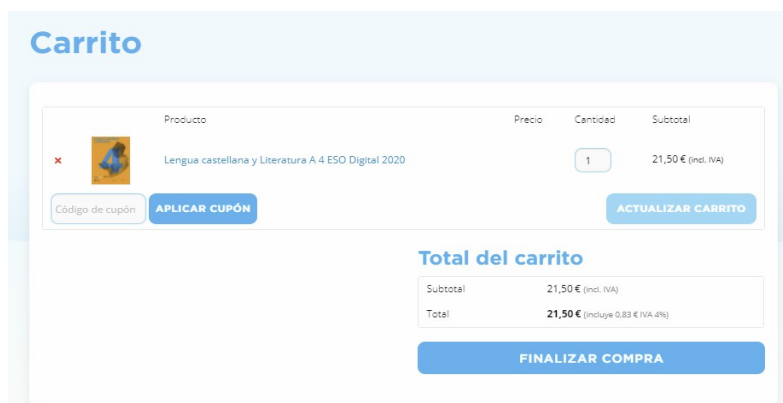 Carrito
Producto Precio Cantidad Subtotal
× Lengua castellana y Literatura A 4 ESO Digital 2020 1 21,50 € (incl. IVA)
Código de cupón APLICAR CUPÓN ACTUALIZAR CARRITO
Total del carrito
Subtotal 21,50 € (incl. IVA)
Total 21,50 € (incluye 0,83 € IVA 4%)
FINALIZAR COMPRA